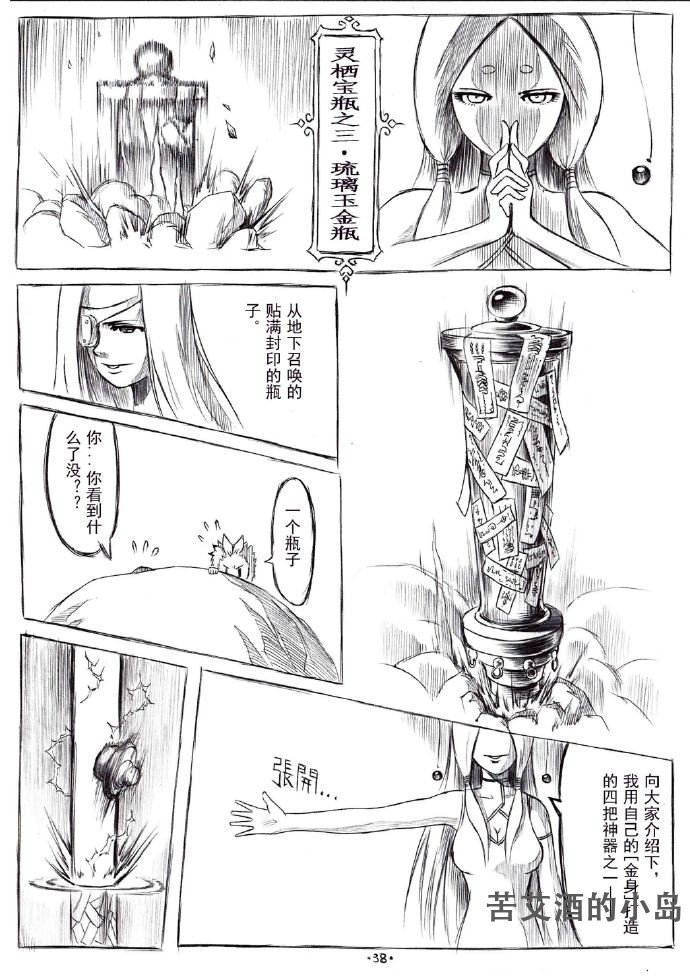 灵栖宝瓶之三·琉璃玉金瓶
从地下召唤的
贴满封印的瓶
子。
一个瓶子
你...你看到什
么了没??
向大家介绍下，
我用自己的[金身]打造
的四把神器之一—
張開...
苦艾酒的小岛
·38·